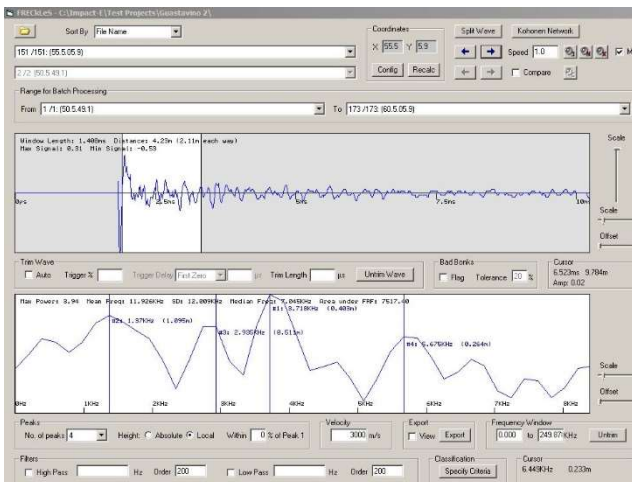 FRECkLeS - C:\Impact-E\Test Projects\Guastavino 2\
Sort By File Name
Coordinates
X 55.5 Y 5.9
Split Wave Kohonen Network
151 /151: (55.5.05.9)
Speed 1.0
2 /2: (50.5.49.1)
Config Recalc
Compare
Range for Batch Processing
From 1 /1: (50.5.49.1) To 173 /173: (60.5.05.9)
Window Length: 1.408ms Distance: 4.23m (2.11m each way)
Max Signal: 0.31 Min Signal: -0.53
Scale
0µs 2.5ms 5ms 7.5ms 10m
Scale
Offset
Trim Wave
Auto Trigger % Trigger Delay First Zero µs Trim Length µs Untrim Wave
Bad Bonks
Flag Tolerance 20 %
Cursor
6.523ms 9.784m
Amp: 0.02
Max Power: 3.94 Mean Freq: 11.926KHz SD: 12.009KHz Median Freq: 7.045KHz Area under FRF: 7517.40
#1: 3.718KHz (0.403m)
#2: 1.37KHz (1.095m)
#3: 2.935KHz (0.511m)
#4: 5.675KHz (0.264m)
Scale
Offset
0Hz 1KHz 2KHz 3KHz 4KHz 5KHz 6KHz 7KHz 8KHz
Peaks
No. of peaks 4 Height: Absolute Local Within 0 % of Peak 1
Velocity
3000 m/s
Export
View Export
Frequency Window
0.000 to 249.87 KHz Untrim
Filters
High Pass Hz Order 200 Low Pass Hz Order 200
Classification
Specify Criteria
Cursor
6.449KHz 0.233m